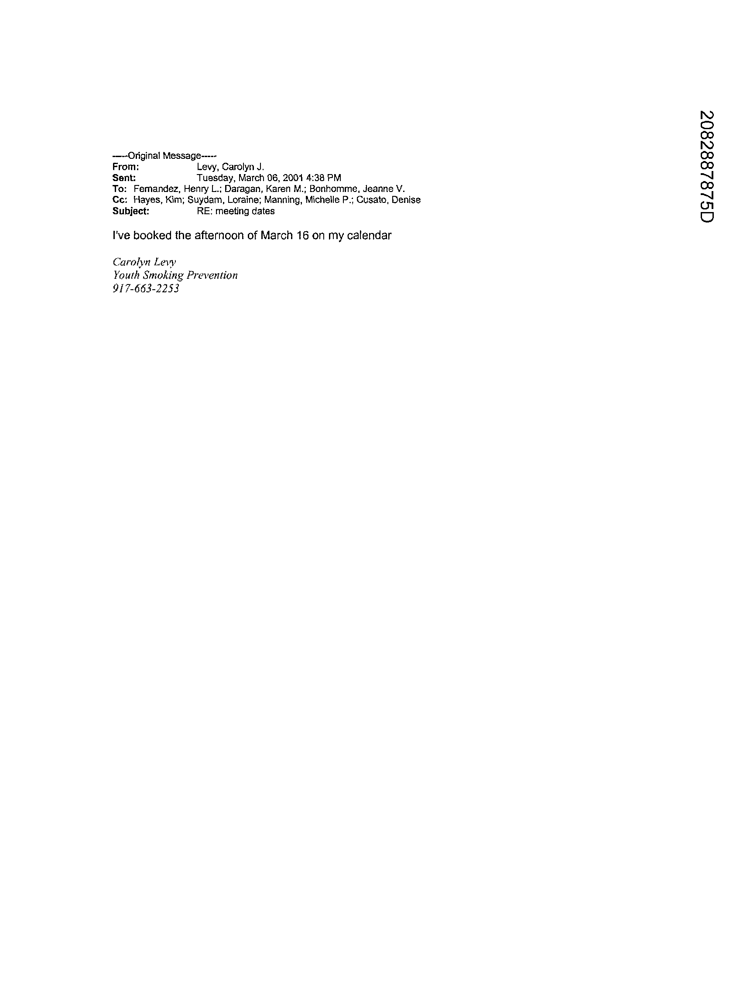 -----Original Message-----
From: Levy, Carolyn J.
Sent: Tuesday, March 06, 2001 4:38 PM
To: Fernandez, Henry L.; Daragan, Karen M.; Bonhomme, Jeanne V.
Cc: Hayes, Kim; Suydam, Loraine; Manning, Michelle P.; Cusato, Denise
Subject: RE: meeting dates
I've booked the afternoon of March 16 on my calendar
Carolyn Levy
Youth Smoking Prevention
917-663-2253
2082887875D